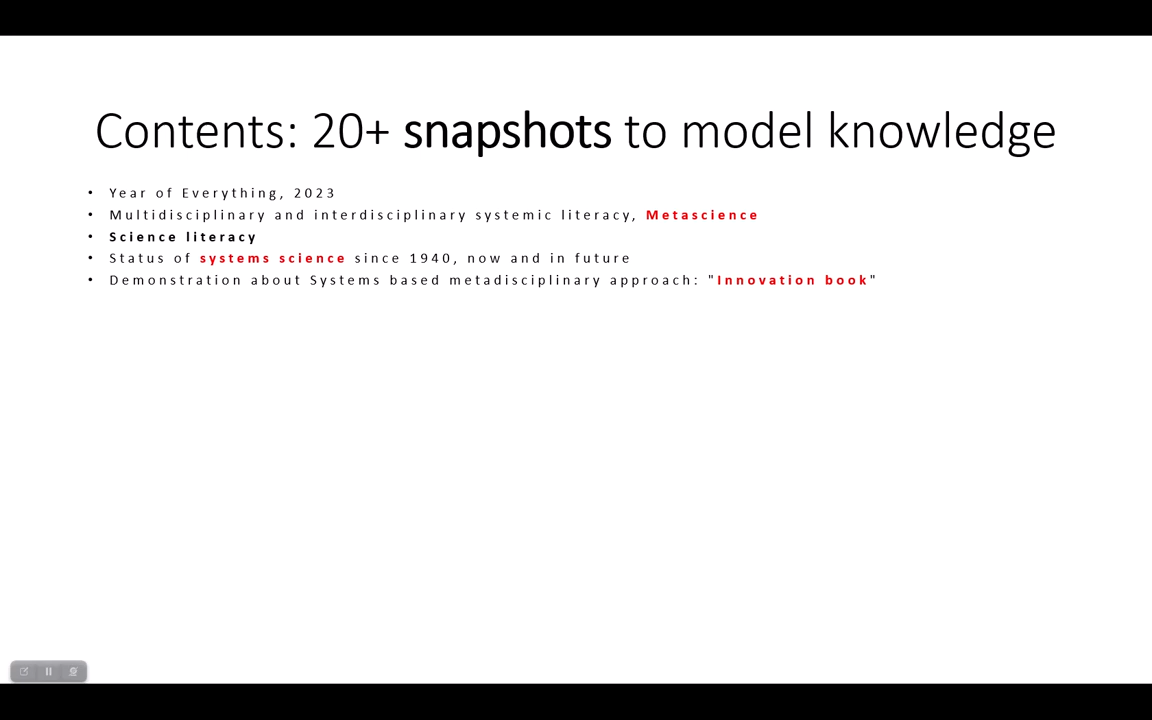 Contents: 20+ snapshots to model knowledge
• Year of Everything, 2023
• Multidisciplinary and interdisciplinary systemic literacy, Metascience
• Science literacy
• Status of systems science since 1940, now and in future
• Demonstration about Systems based metadisciplinary approach: "Innovation book"